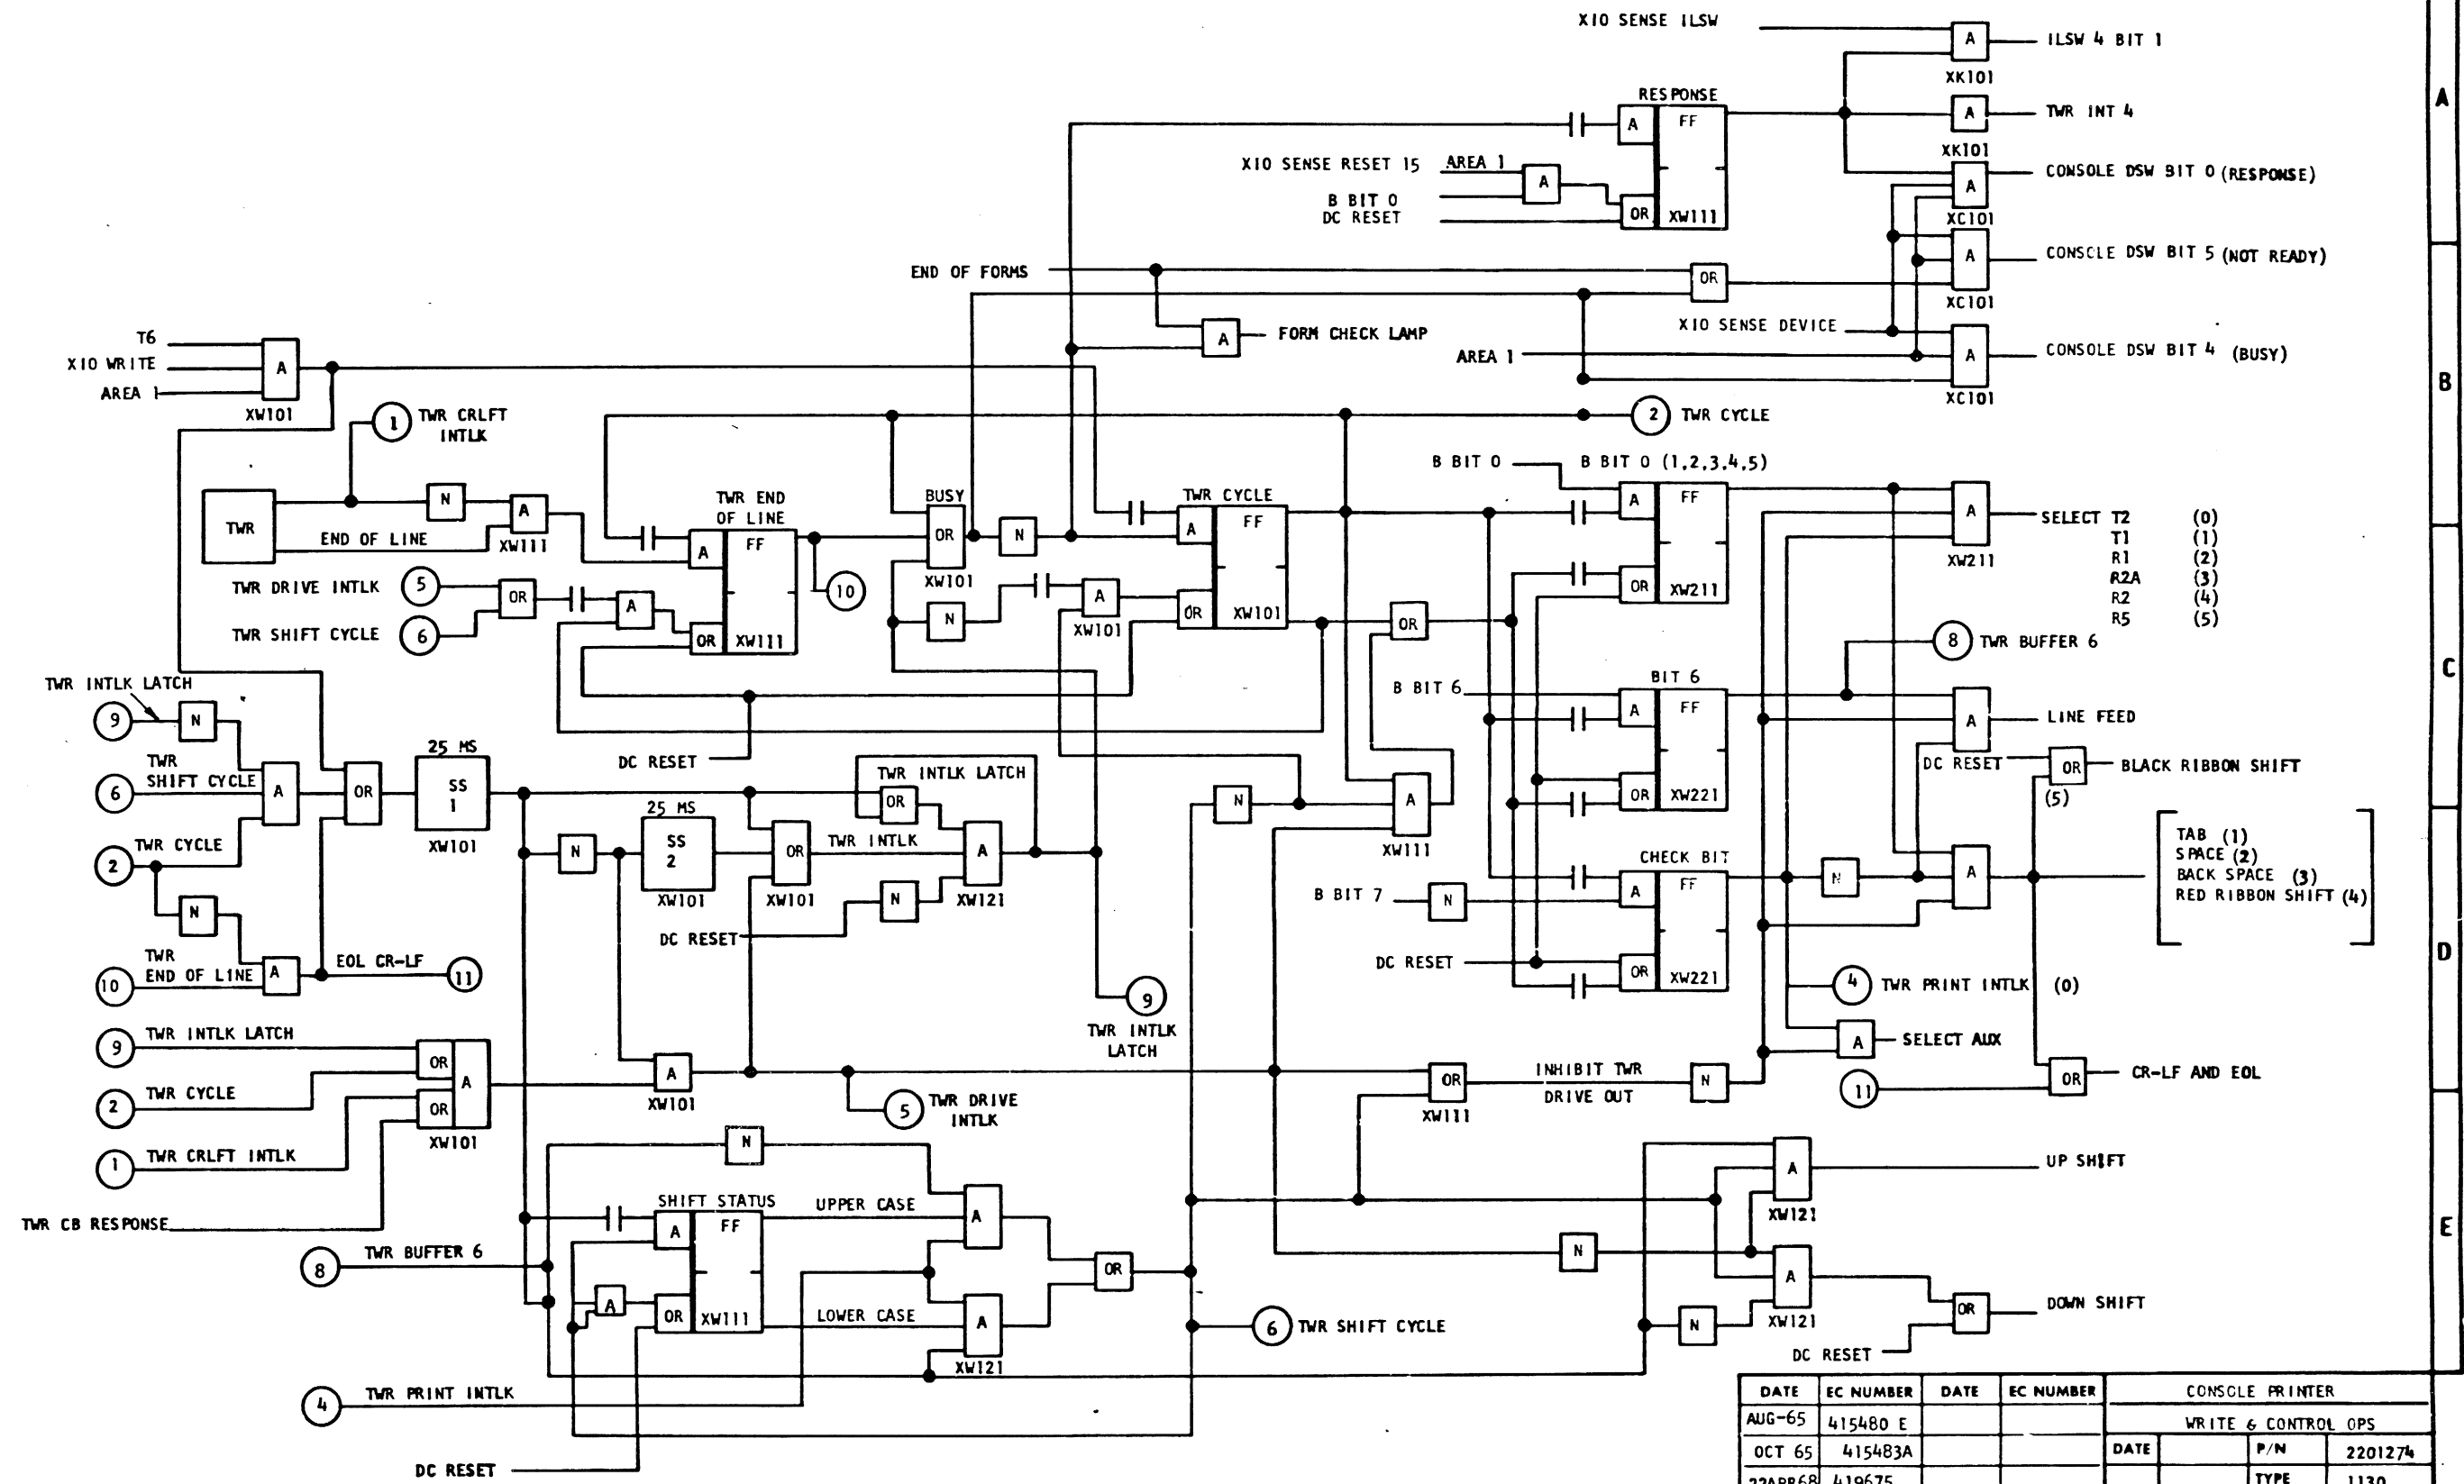 XIO SENSE ILSW
A
ILSW 4 BIT 1
XK101
A
RESPONSE
A
FF
A
TWR INT 4
XK101
XIO SENSE RESET 15
AREA 1
A
A
CONSOLE DSW BIT 0 (RESPONSE)
B BIT 0
DC RESET
OR
XW111
XC101
END OF FORMS
OR
A
CONSOLE DSW BIT 5 (NOT READY)
XC101
T6
XIO WRITE
AREA 1
A
XW101
A
FORM CHECK LAMP
XIO SENSE DEVICE
AREA 1
A
CONSOLE DSW BIT 4 (BUSY)
XC101
B
1
TWR CRLFT
INTLK
2
TWR CYCLE
B BIT 0
B BIT 0 (1,2,3,4,5)
TWR
N
A
XW111
END OF LINE
TWR END
OF LINE
A
FF
OR
XW111
BUSY
OR
XW101
N
TWR CYCLE
A
FF
OR
XW101
A
FF
OR
XW211
A
XW211
SELECT T2 (0)
T1 (1)
R1 (2)
R2A (3)
R2 (4)
R5 (5)
TWR DRIVE INTLK
5
OR
A
TWR SHIFT CYCLE
6
10
N
A
XW101
OR
8
TWR BUFFER 6
C
TWR INTLK LATCH
9
N
DC RESET
B BIT 6
BIT 6
A
FF
OR
XW221
A
LINE FEED
TWR
SHIFT CYCLE
6
A
OR
25 MS
SS
1
XW101
TWR INTLK LATCH
OR
N
A
XW111
DC RESET
OR
BLACK RIBBON SHIFT
(5)
TWR CYCLE
2
N
N
25 MS
SS
2
XW101
OR
XW101
TWR INTLK
A
XW121
N
DC RESET
B BIT 7
N
CHECK BIT
A
FF
OR
XW221
N
A
TAB (1)
SPACE (2)
BACK SPACE (3)
RED RIBBON SHIFT (4)
D
TWR
END OF LINE
10
A
EOL CR-LF
11
DC RESET
4
TWR PRINT INTLK (0)
9
TWR INTLK
LATCH
9
TWR INTLK LATCH
OR
A
OR
XW101
2
TWR CYCLE
A
XW101
5
TWR DRIVE
INTLK
OR
XW111
INHIBIT TWR
DRIVE OUT
N
A
SELECT AUX
11
OR
CR-LF AND EOL
1
TWR CRLFT INTLK
N
A
UP SHIFT
XW121
TWR CB RESPONSE
SHIFT STATUS
A
FF
A
OR
XW111
UPPER CASE
A
LOWER CASE
A
XW121
OR
E
8
TWR BUFFER 6
N
A
XW121
N
OR
DOWN SHIFT
6
TWR SHIFT CYCLE
DC RESET
4
TWR PRINT INTLK
DC RESET
DATE EC NUMBER DATE EC NUMBER CONSOLE PRINTER
AUG-65 415480 E WRITE & CONTROL OPS
OCT 65 415483A DATE P/N 2201274
22APR68 419675 TYPE 1130